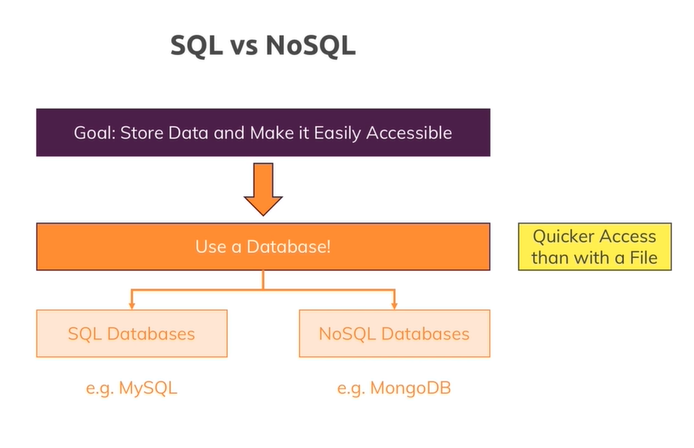 SQL vs NoSQL
Goal: Store Data and Make it Easily Accessible
Use a Database!
Quicker Access
than with a File
SQL Databases
NoSQL Databases
e.g. MySQL
e.g. MongoDB